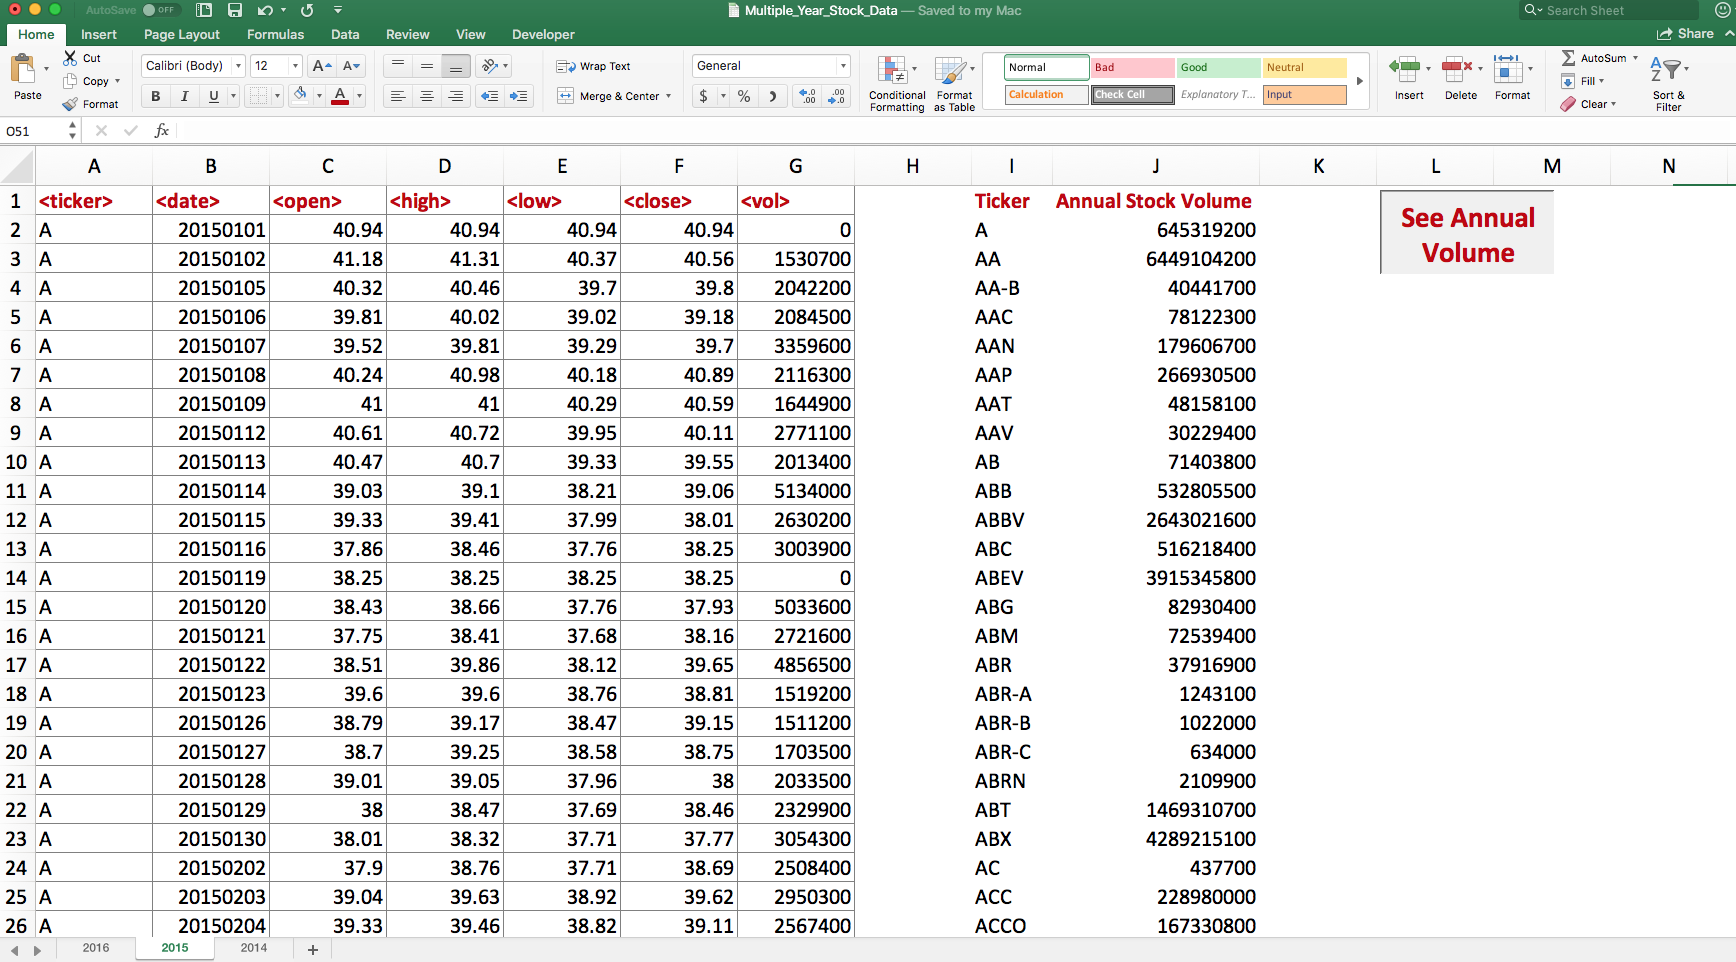 AutoSave OFF Multiple_Year_Stock_Data — Saved to my Mac Search Sheet
Home Insert Page Layout Formulas Data Review View Developer Share
Paste Cut Copy Format
Calibri (Body) 12 A A
B I U A
Wrap Text
Merge & Center
General
$ % ) .00 .0 .00 .0
Conditional Formatting
Format as Table
Normal Bad Good Neutral
Calculation Check Cell Explanatory T... Input
Insert Delete Format
AutoSum Fill Clear
Sort & Filter
O51 fx
A B C D E F G H I J K L M N
1 <ticker> <date> <open> <high> <low> <close> <vol> Ticker Annual Stock Volume
See Annual
Volume
2 A 20150101 40.94 40.94 40.94 40.94 0 A 645319200
3 A 20150102 41.18 41.31 40.37 40.56 1530700 AA 6449104200
4 A 20150105 40.32 40.46 39.7 39.8 2042200 AA-B 40441700
5 A 20150106 39.81 40.02 39.02 39.18 2084500 AAC 78122300
6 A 20150107 39.52 39.81 39.29 39.7 3359600 AAN 179606700
7 A 20150108 40.24 40.98 40.18 40.89 2116300 AAP 266930500
8 A 20150109 41 41 40.29 40.59 1644900 AAT 48158100
9 A 20150112 40.61 40.72 39.95 40.11 2771100 AAV 30229400
10 A 20150113 40.47 40.7 39.33 39.55 2013400 AB 71403800
11 A 20150114 39.03 39.1 38.21 39.06 5134000 ABB 532805500
12 A 20150115 39.33 39.41 37.99 38.01 2630200 ABBV 2643021600
13 A 20150116 37.86 38.46 37.76 38.25 3003900 ABC 516218400
14 A 20150119 38.25 38.25 38.25 38.25 0 ABEV 3915345800
15 A 20150120 38.43 38.66 37.76 37.93 5033600 ABG 82930400
16 A 20150121 37.75 38.41 37.68 38.16 2721600 ABM 72539400
17 A 20150122 38.51 39.86 38.12 39.65 4856500 ABR 37916900
18 A 20150123 39.6 39.6 38.76 38.81 1519200 ABR-A 1243100
19 A 20150126 38.79 39.17 38.47 39.15 1511200 ABR-B 1022000
20 A 20150127 38.7 39.25 38.58 38.75 1703500 ABR-C 634000
21 A 20150128 39.01 39.05 37.96 38 2033500 ABRN 2109900
22 A 20150129 38 38.47 37.69 38.46 2329900 ABT 1469310700
23 A 20150130 38.01 38.32 37.71 37.77 3054300 ABX 4289215100
24 A 20150202 37.9 38.76 37.71 38.69 2508400 AC 437700
25 A 20150203 39.04 39.63 38.92 39.62 2950300 ACC 228980000
26 A 20150204 39.33 39.46 38.82 39.11 2567400 ACCO 167330800
2016 2015 2014 +